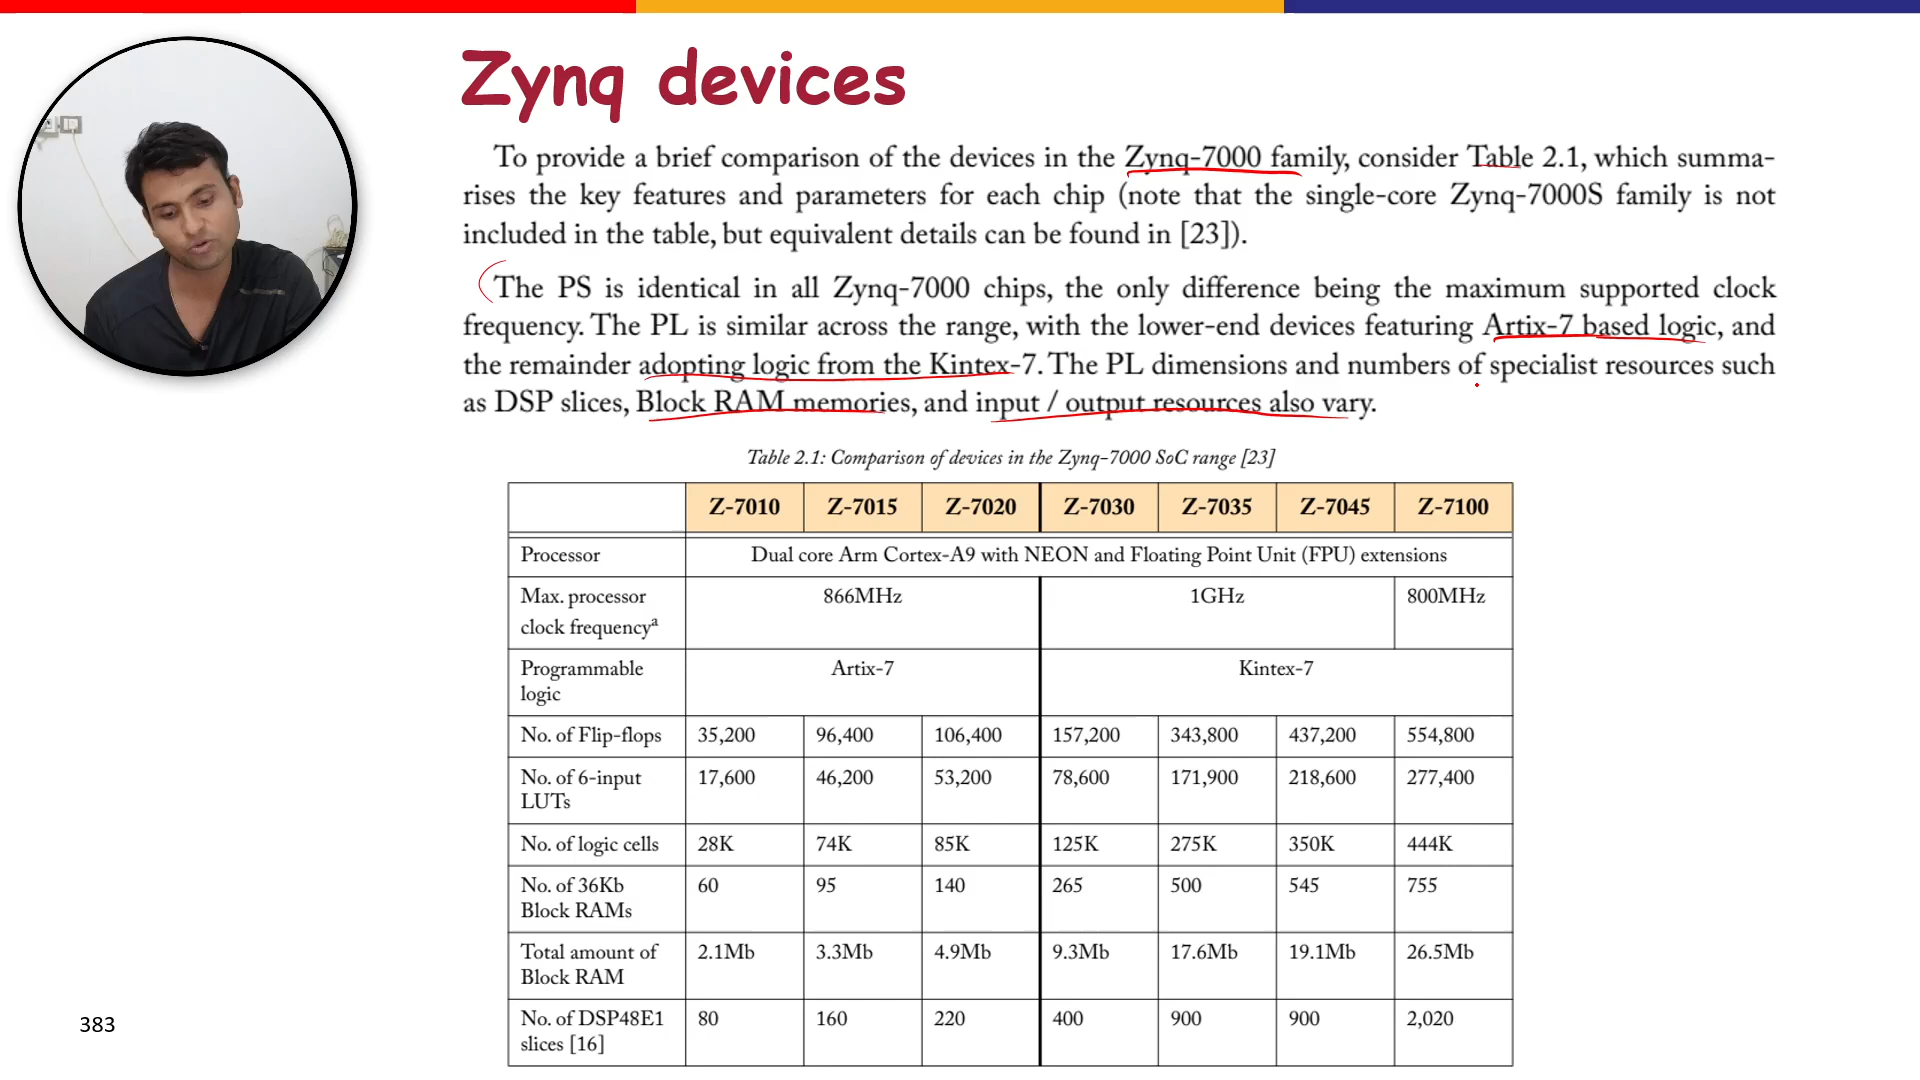 Zynq devices
To provide a brief comparison of the devices in the Zynq-7000 family, consider Table 2.1, which summa-
rises the key features and parameters for each chip (note that the single-core Zynq-7000S family is not
included in the table, but equivalent details can be found in [23]).
The PS is identical in all Zynq-7000 chips, the only difference being the maximum supported clock
frequency. The PL is similar across the range, with the lower-end devices featuring Artix-7 based logic, and
the remainder adopting logic from the Kintex-7. The PL dimensions and numbers of specialist resources such
as DSP slices, Block RAM memories, and input / output resources also vary.
Table 2.1: Comparison of devices in the Zynq-7000 SoC range [23]
Z-7010 Z-7015 Z-7020 Z-7030 Z-7035 Z-7045 Z-7100
Processor Dual core Arm Cortex-A9 with NEON and Floating Point Unit (FPU) extensions
Max. processor 866MHz 1GHz 800MHz
clock frequencyᵃ
Programmable Artix-7 Kintex-7
logic
No. of Flip-flops 35,200 96,400 106,400 157,200 343,800 437,200 554,800
No. of 6-input 17,600 46,200 53,200 78,600 171,900 218,600 277,400
LUTs
No. of logic cells 28K 74K 85K 125K 275K 350K 444K
No. of 36Kb 60 95 140 265 500 545 755
Block RAMs
Total amount of 2.1Mb 3.3Mb 4.9Mb 9.3Mb 17.6Mb 19.1Mb 26.5Mb
Block RAM
No. of DSP48E1 80 160 220 400 900 900 2,020
slices [16]
383